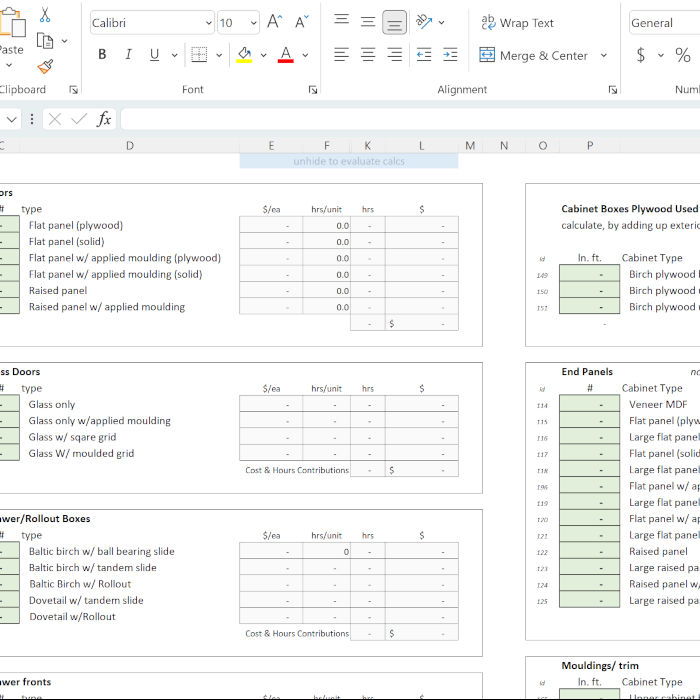 Calibri 10 A^ A˅ Wrap Text General
Paste B I U A Merge & Center $ %
Clipboard Font Alignment Num
fx
C D E F K L M N O P
unhide to evaluate calcs
ors
# type $/ea hrs/unit hrs $
- Flat panel (plywood) - 0.0 - -
- Flat panel (solid) - 0.0 - -
- Flat panel w/ applied moulding (plywood) - 0.0 - -
- Flat panel w/ applied moulding (solid) - 0.0 - -
- Raised panel - 0.0 - -
- Raised panel w/ applied moulding - 0.0 - -
- $ -
ss Doors
# type $/ea hrs/unit hrs $
- Glass only - - - -
- Glass only w/applied moulding - - - -
- Glass w/ sqare grid - - - -
- Glass W/ moulded grid - - - -
Cost & Hours Contributions - $ -
awer/Rollout Boxes
# type $/ea hrs/unit hrs $
- Baltic birch w/ ball bearing slide - 0 - -
- Baltic birch w/ tandem slide - - - -
- Baltic Birch w/ Rollout - - - -
- Dovetail w/ tandem slide - - - -
- Dovetail w/Rollout - - - -
Cost & Hours Contributions - $ -
awer fronts
# type $/ea hrs/unit hrs $
Cabinet Boxes Plywood Used
calculate, by adding up exterio
id ln. ft. Cabinet Type
149 - Birch plywood
150 - Birch plywood
151 - Birch plywood
-
End Panels no
id # Cabinet Type
114 - Veneer MDF
115 - Flat panel (plyw
116 - Large flat panel
117 - Flat panel (solid
118 - Large flat panel
196 - Flat panel w/ ap
119 - Large flat panel
120 - Flat panel w/ ap
121 - Large flat panel
122 - Raised panel
123 - Large raised pa
124 - Raised panel w/
125 - Large raised pa
Mouldings/ trim
id ln. ft. Cabinet Type